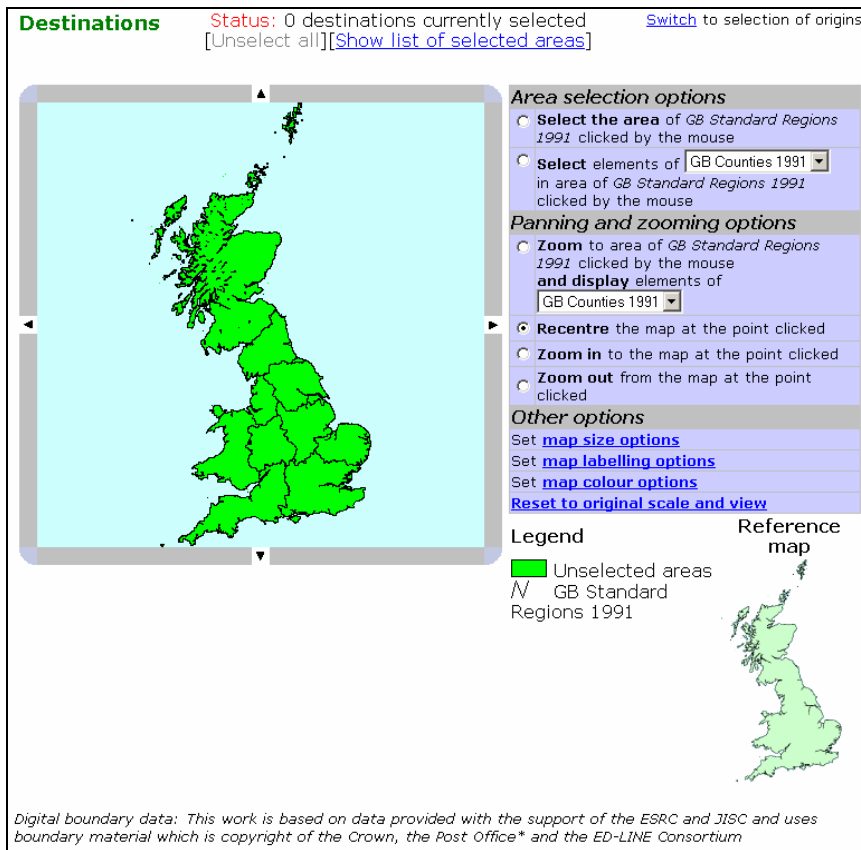 Destinations
Status: 0 destinations currently selected
[Unselect all][Show list of selected areas]
Switch to selection of origins
Area selection options
Select the area of GB Standard Regions
1991 clicked by the mouse
Select elements of GB Counties 1991
in area of GB Standard Regions 1991
clicked by the mouse
Panning and zooming options
Zoom to area of GB Standard Regions
1991 clicked by the mouse
and display elements of
GB Counties 1991
Recentre the map at the point clicked
Zoom in to the map at the point clicked
Zoom out from the map at the point
clicked
Other options
Set map size options
Set map labelling options
Set map colour options
Reset to original scale and view
Legend
Unselected areas
GB Standard
Regions 1991
Reference
map
Digital boundary data: This work is based on data provided with the support of the ESRC and JISC and uses
boundary material which is copyright of the Crown, the Post Office* and the ED-LINE Consortium